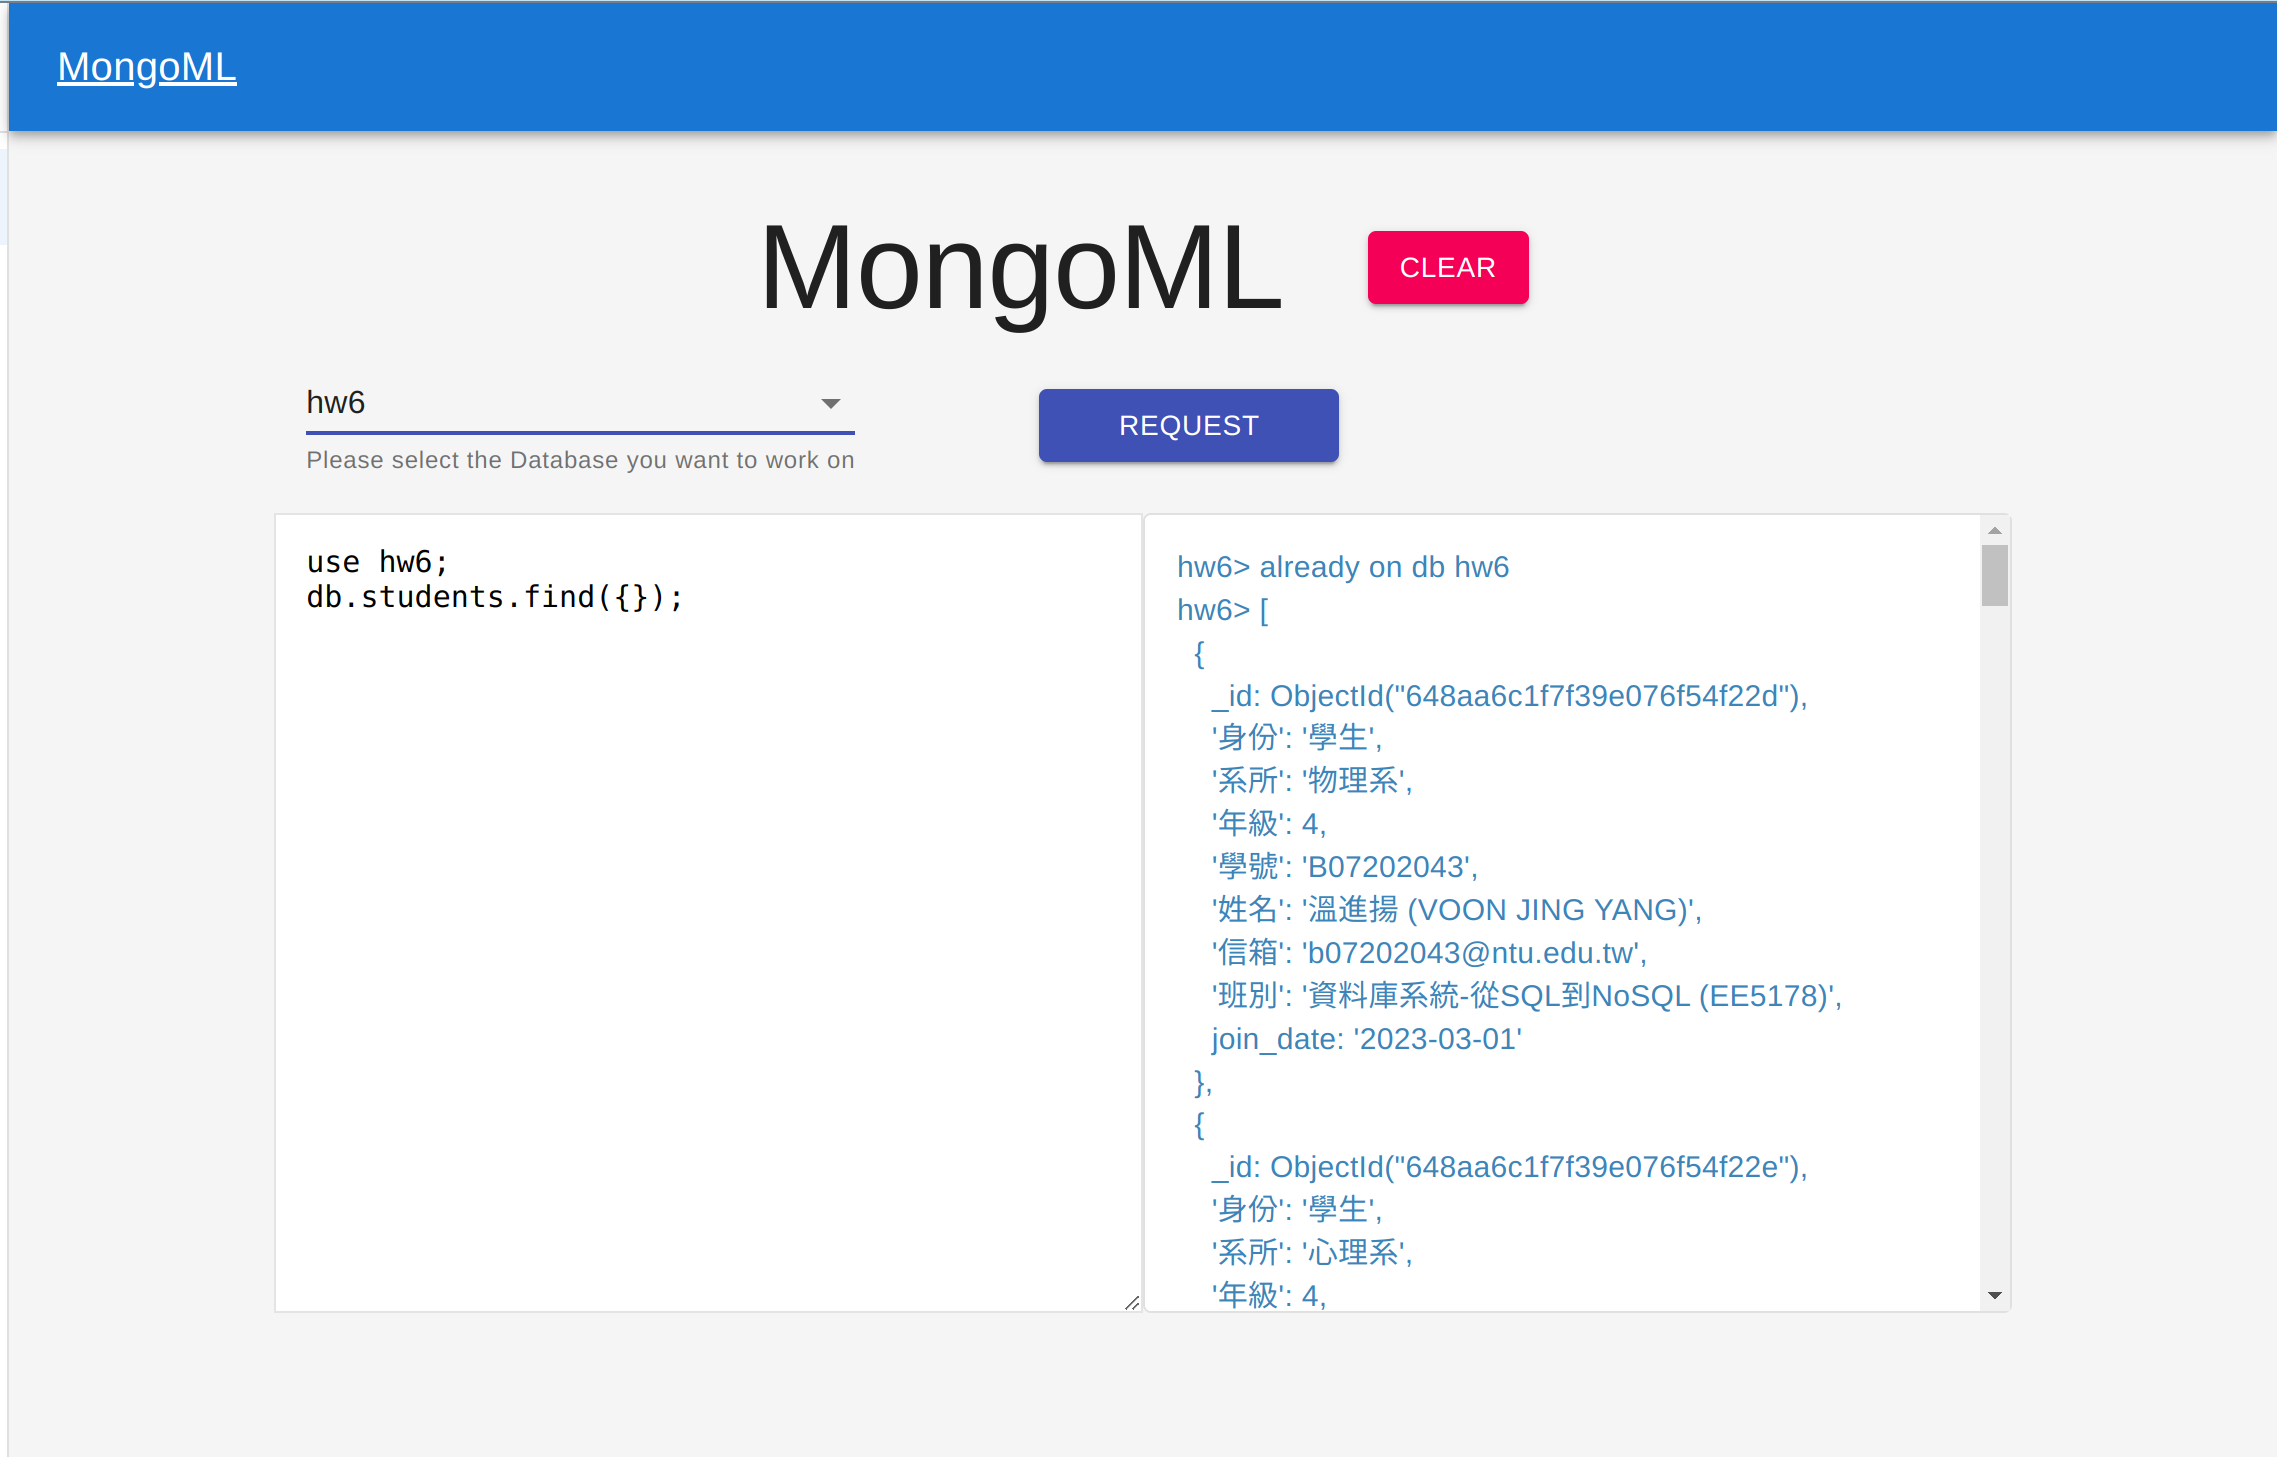 MongoML
MongoML
CLEAR
hw6
REQUEST
Please select the Database you want to work on
use hw6;
db.students.find({});
hw6> already on db hw6
hw6> [
{
_id: ObjectId("648aa6c1f7f39e076f54f22d"),
'身份': '學生',
'系所': '物理系',
'年級': 4,
'學號': 'B07202043',
'姓名': '溫進揚 (VOON JING YANG)',
'信箱': 'b07202043@ntu.edu.tw',
'班別': '資料庫系統-從SQL到NoSQL (EE5178)',
join_date: '2023-03-01'
},
{
_id: ObjectId("648aa6c1f7f39e076f54f22e"),
'身份': '學生',
'系所': '心理系',
'年級': 4,